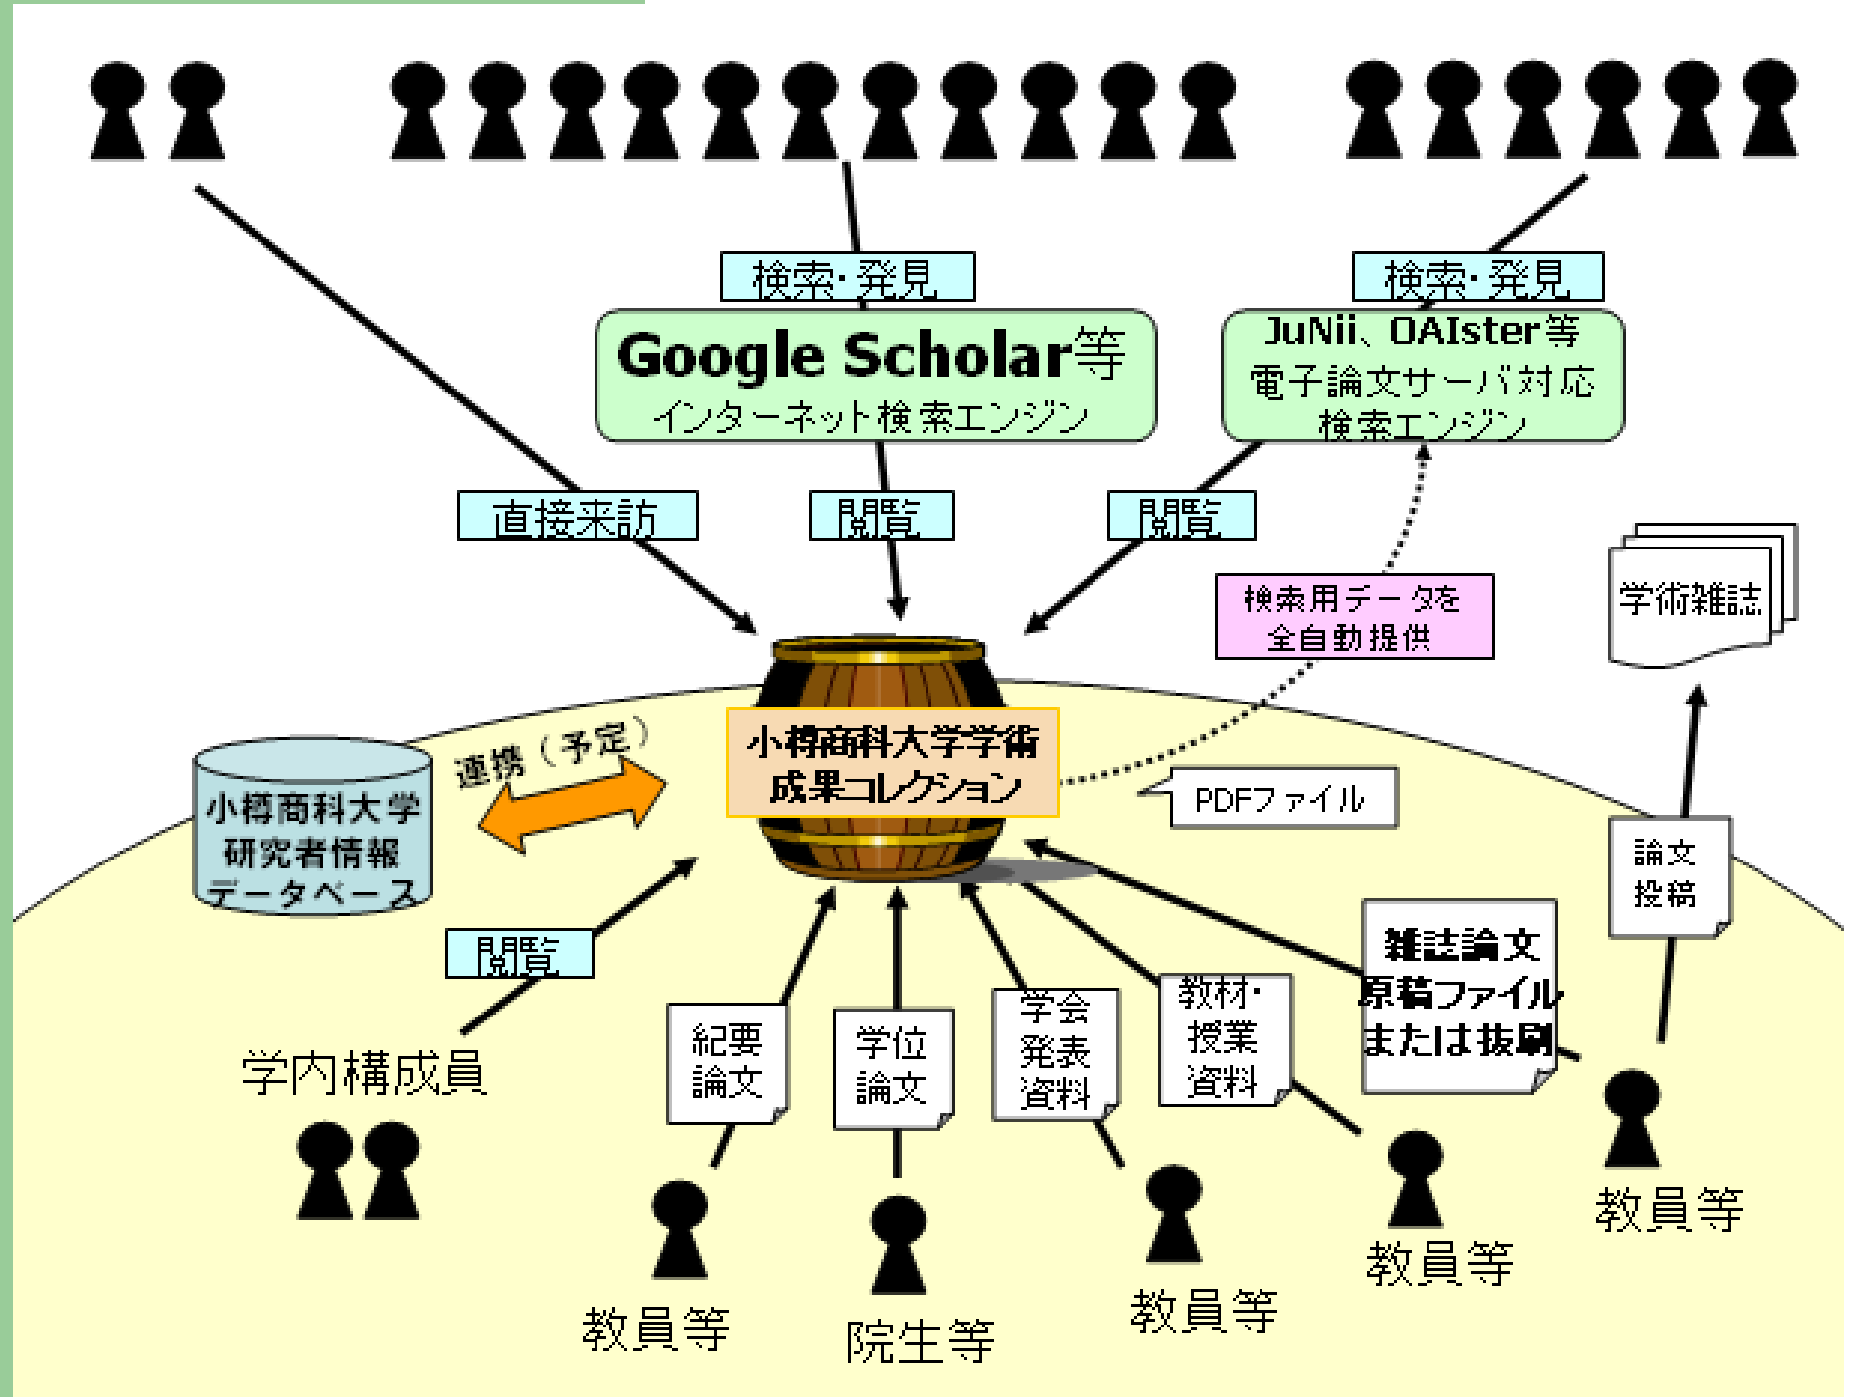 検索・発見
検索・発見
Google Scholar等
インターネット検索エンジン
JuNii、OAIster等
電子論文サーバ対応
検索エンジン
直接来訪
閲覧
閲覧
検索用データを
全自動提供
学術雑誌
連携（予定）
小樽商科大学学術
成果コレクション
PDFファイル
小樽商科大学
研究者情報
データベース
論文
投稿
閲覧
雑誌論文
原稿ファイル
または抜刷
紀要
論文
学位
論文
学会
発表
資料
教材・
授業
資料
学内構成員
教員等
院生等
教員等
教員等
教員等